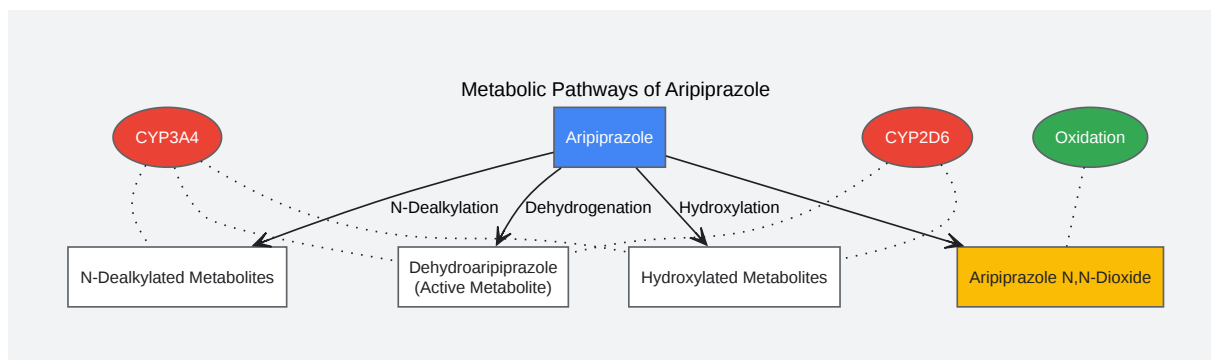 Metabolic Pathways of Aripiprazole
CYP3A4
Aripiprazole
CYP2D6
Oxidation
N-Dealkylation
Dehydrogenation
Hydroxylation
N-Dealkylated Metabolites
Dehydroaripiprazole
(Active Metabolite)
Hydroxylated Metabolites
Aripiprazole N,N-Dioxide